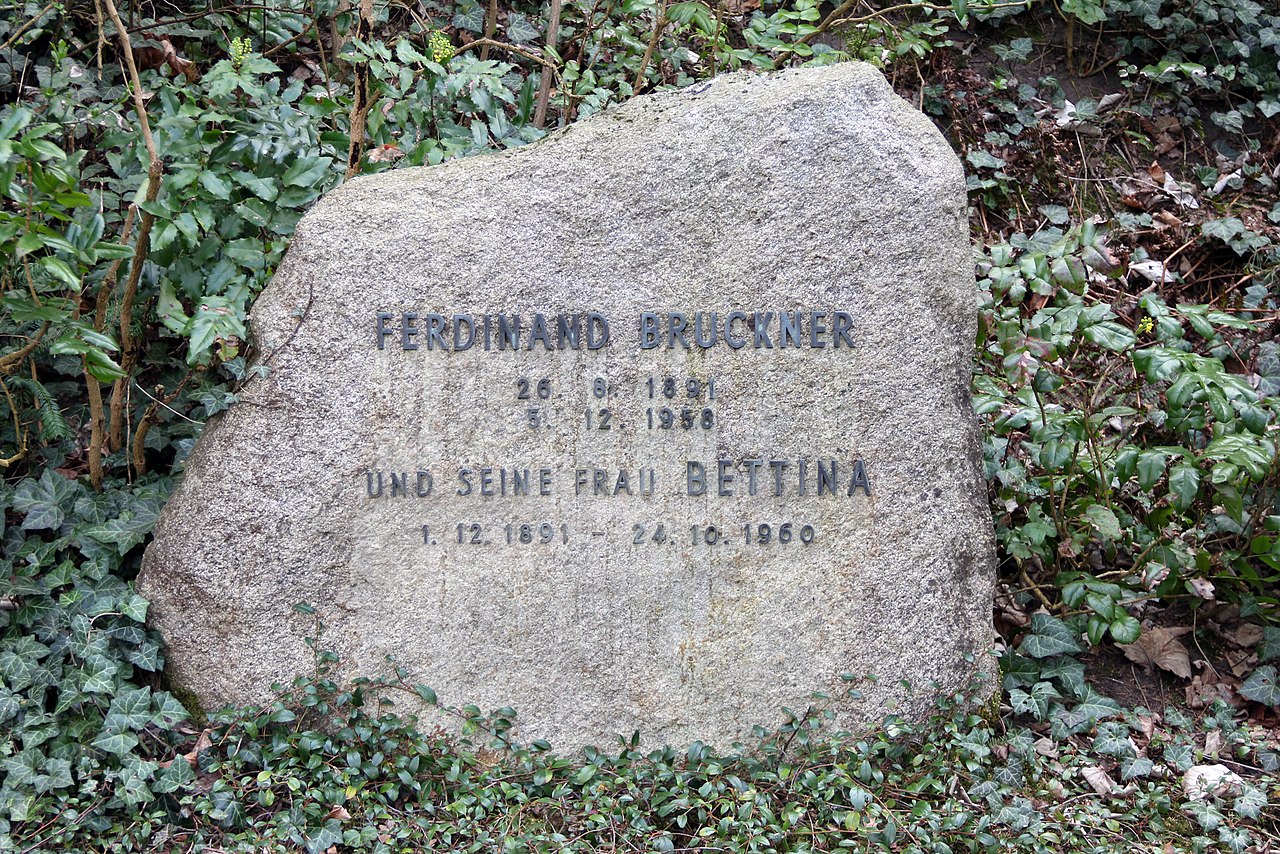 FERDINAND BRUCKNER
26. 8. 1891
5. 12. 1958
UND SEINE FRAU BETTINA
1. 12. 1891 - 24. 10. 1960